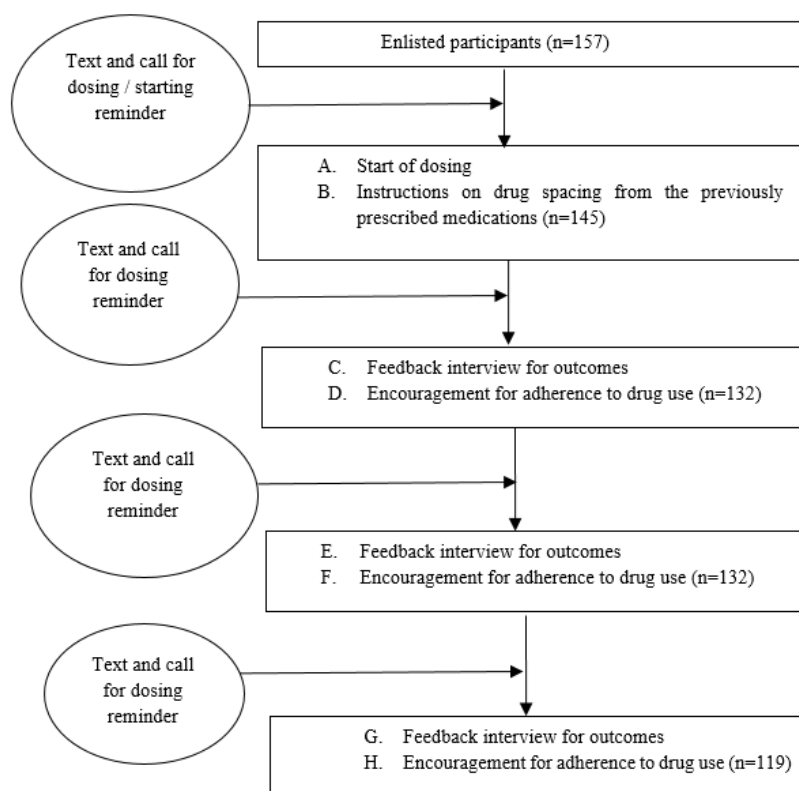 Enlisted participants (n=157)
Text and call for
dosing / starting
reminder
A. Start of dosing
B. Instructions on drug spacing from the previously
prescribed medications (n=145)
Text and call
for dosing
reminder
C. Feedback interview for outcomes
D. Encouragement for adherence to drug use (n=132)
Text and call
for dosing
reminder
E. Feedback interview for outcomes
F. Encouragement for adherence to drug use (n=132)
Text and call
for dosing
reminder
G. Feedback interview for outcomes
H. Encouragement for adherence to drug use (n=119)